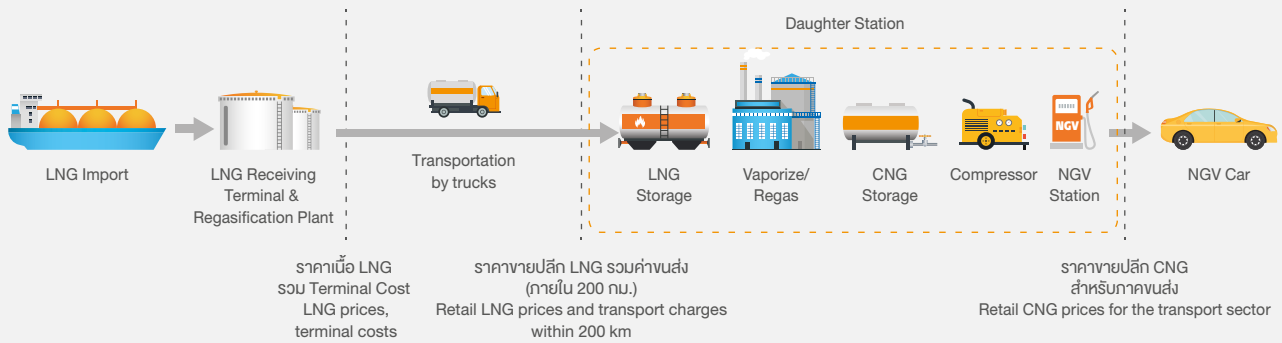 Daughter Station
NGV
LNG Import
LNG Receiving
Terminal &
Regasification Plant
Transportation
by trucks
LNG
Storage
Vaporize/
Regas
CNG
Storage
Compressor
NGV
Station
NGV Car
ราคาเนื้อ LNG
รวม Terminal Cost
LNG prices,
terminal costs
ราคาขายปลีก LNG รวมค่าขนส่ง
(ภายใน 200 กม.)
Retail LNG prices and transport charges
within 200 km
ราคาขายปลีก CNG
สำหรับภาคขนส่ง
Retail CNG prices for the transport sector